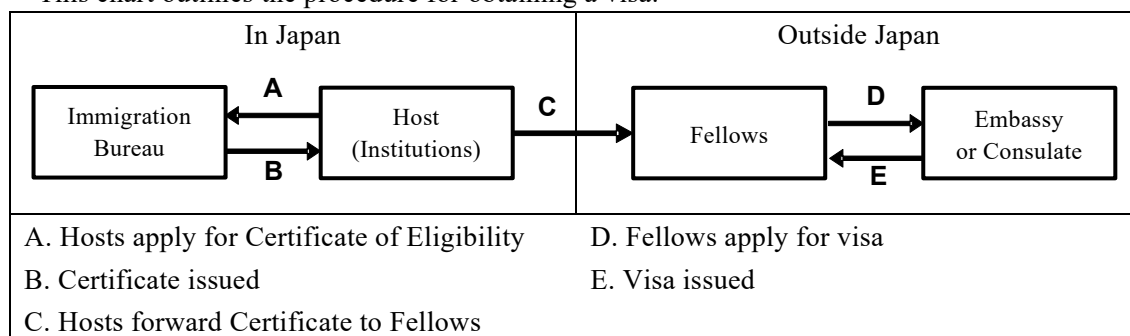 This chart outlines the procedure for obtaining a visa.
In Japan
Outside Japan
A
Immigration
Bureau
B
Host
(Institutions)
C
Fellows
D
E
Embassy
or Consulate
A. Hosts apply for Certificate of Eligibility
B. Certificate issued
C. Hosts forward Certificate to Fellows
D. Fellows apply for visa
E. Visa issued